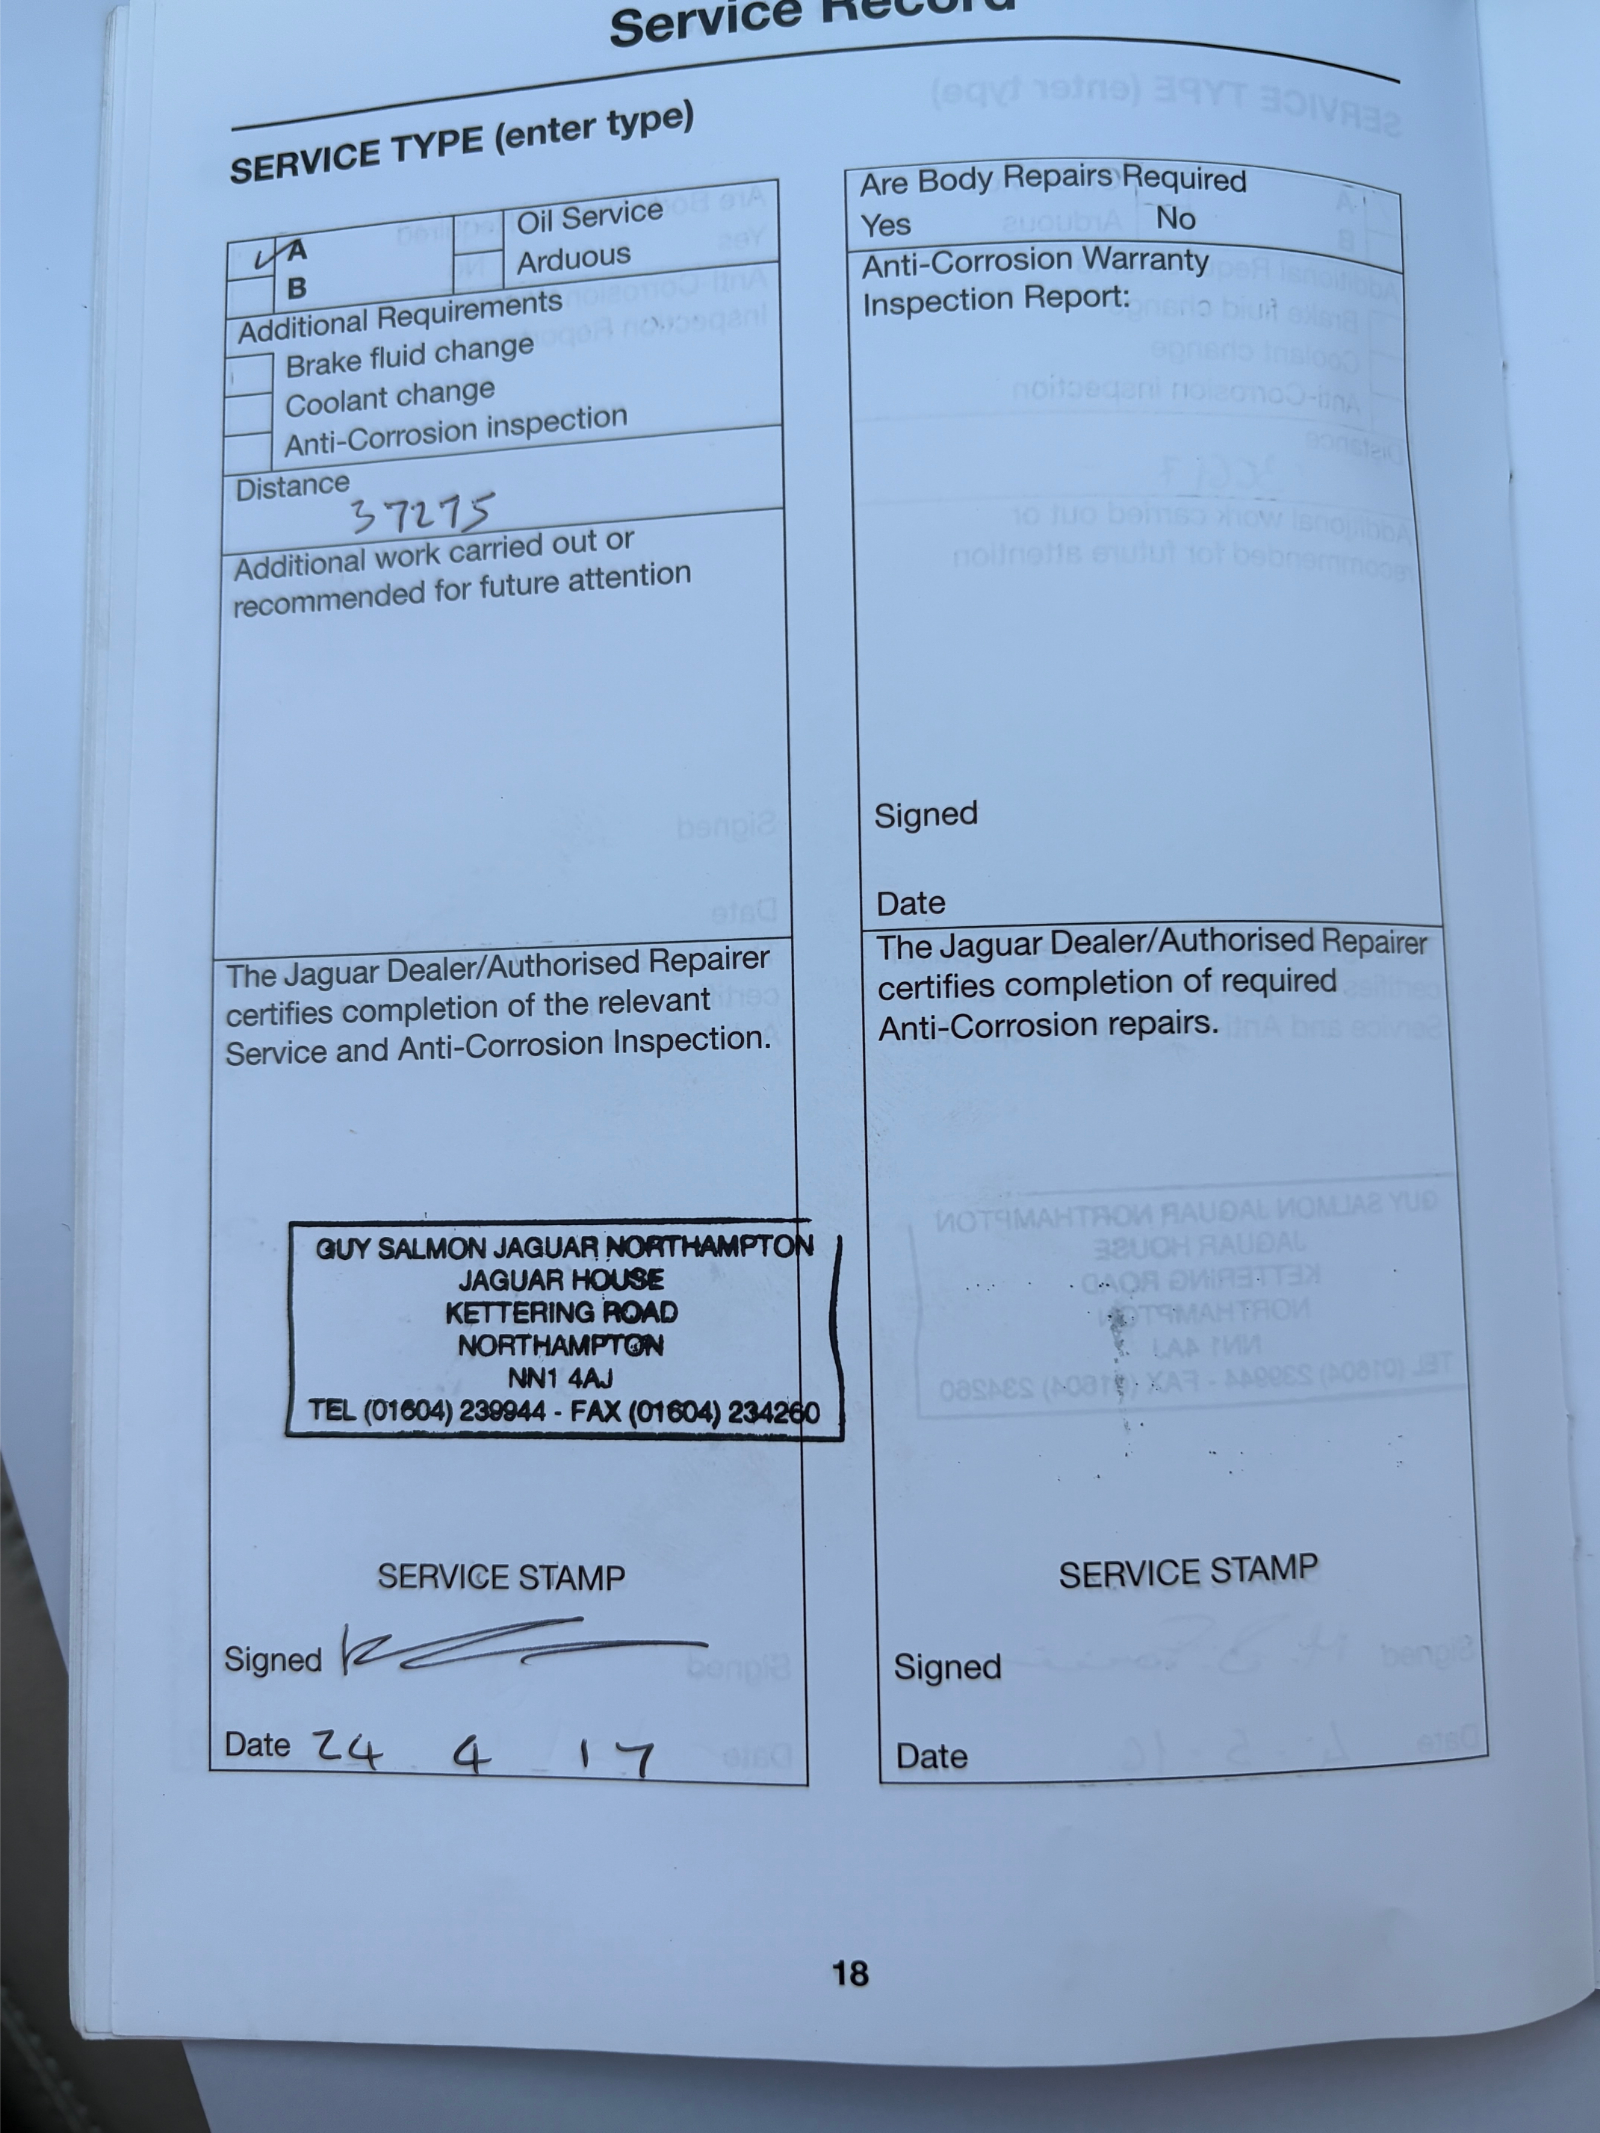 Service Record
SERVICE TYPE (enter type)
A
B
Oil Service
Arduous
Additional Requirements
Brake fluid change
Coolant change
Anti-Corrosion inspection
Distance
37275
Additional work carried out or
recommended for future attention
The Jaguar Dealer/Authorised Repairer
certifies completion of the relevant
Service and Anti-Corrosion Inspection.
GUY SALMON JAGUAR NORTHAMPTON
JAGUAR HOUSE
KETTERING ROAD
NORTHAMPTON
NN1 4AJ
TEL (01604) 239944 - FAX (01604) 234260
SERVICE STAMP
Signed
Date 24 4 17
Are Body Repairs Required
Yes No
Anti-Corrosion Warranty
Inspection Report:
Signed
Date
The Jaguar Dealer/Authorised Repairer
certifies completion of required
Anti-Corrosion repairs.
SERVICE STAMP
Signed
Date
18